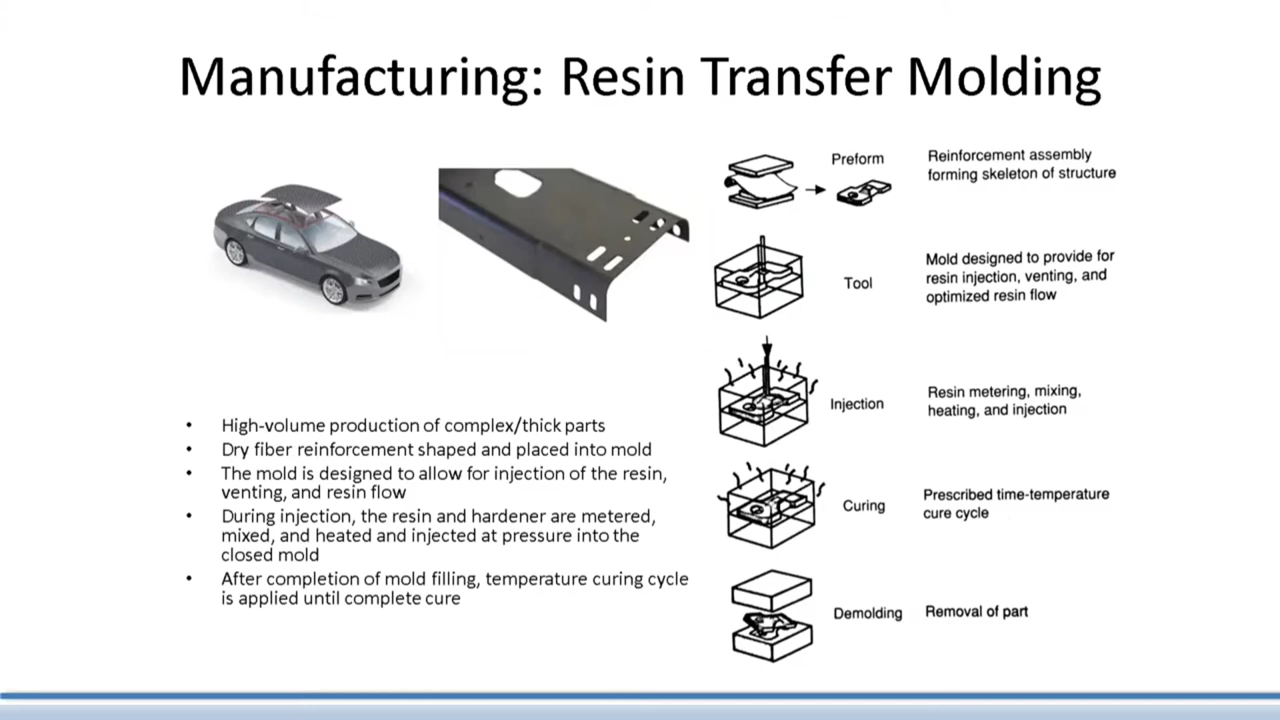 Manufacturing: Resin Transfer Molding
• High-volume production of complex/thick parts
• Dry fiber reinforcement shaped and placed into mold
• The mold is designed to allow for injection of the resin,
venting, and resin flow
• During injection, the resin and hardener are metered,
mixed, and heated and injected at pressure into the
closed mold
• After completion of mold filling, temperature curing cycle
is applied until complete cure
Preform
Reinforcement assembly
forming skeleton of structure
Tool
Mold designed to provide for
resin injection, venting, and
optimized resin flow
Injection
Resin metering, mixing,
heating, and injection
Curing
Prescribed time-temperature
cure cycle
Demolding
Removal of part